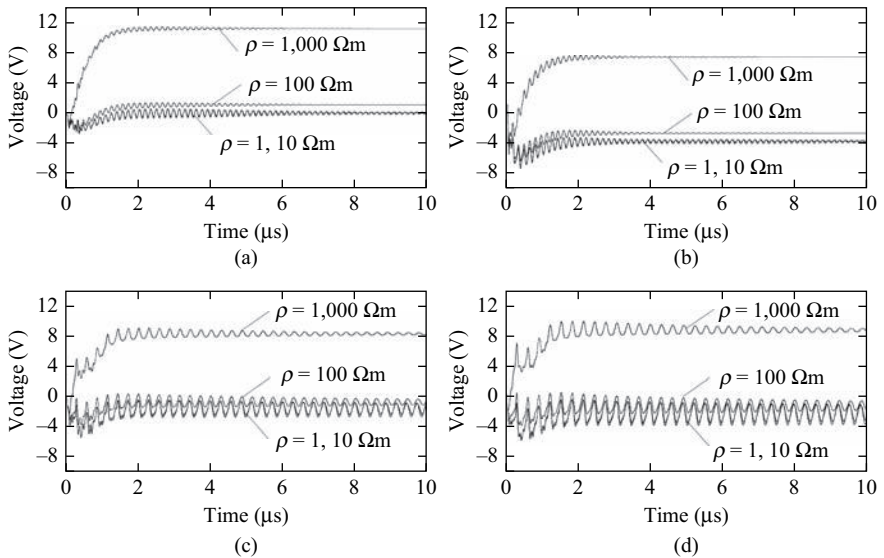 12
8
4
0
−4
−8
Voltage (V)
ρ = 1,000 Ωm
ρ = 100 Ωm
ρ = 1, 10 Ωm
0 2 4 6 8 10
Time (μs)
(a)
12
8
4
0
−4
−8
Voltage (V)
ρ = 1,000 Ωm
ρ = 100 Ωm
ρ = 1, 10 Ωm
0 2 4 6 8 10
Time (μs)
(b)
12
8
4
0
−4
−8
Voltage (V)
ρ = 1,000 Ωm
ρ = 100 Ωm
ρ = 1, 10 Ωm
0 2 4 6 8 10
Time (μs)
(c)
12
8
4
0
−4
−8
Voltage (V)
ρ = 1,000 Ωm
ρ = 100 Ωm
ρ = 1, 10 Ωm
0 2 4 6 8 10
Time (μs)
(d)